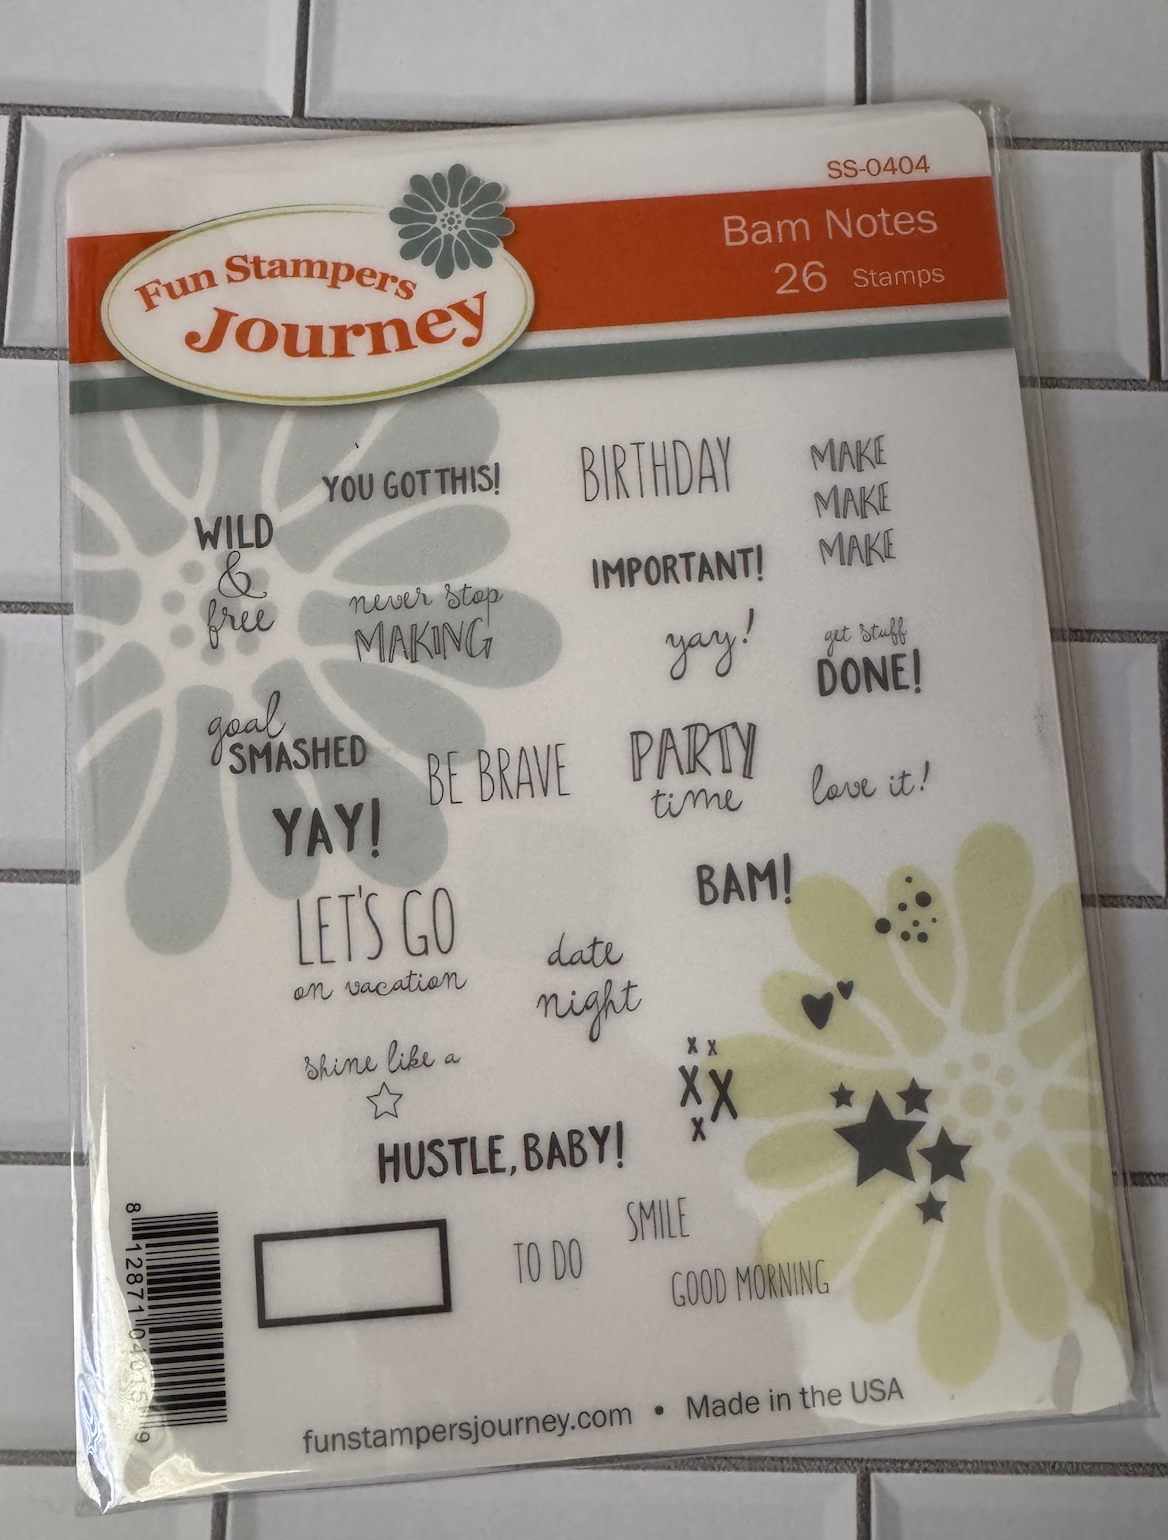 SS-0404
Fun Stampers
Journey
Bam Notes
26 Stamps
YOU GOT THIS!
BIRTHDAY
MAKE
MAKE
MAKE
WILD
&
free
never stop
MAKING
IMPORTANT!
yay!
get stuff
DONE!
goal
SMASHED
BE BRAVE
PARTY
time
love it!
YAY!
BAM!
LET'S GO
on vacation
date
night
shine like a
x x
X X
x
HUSTLE, BABY!
SMILE
TO DO
GOOD MORNING
funstampersjourney.com • Made in the USA